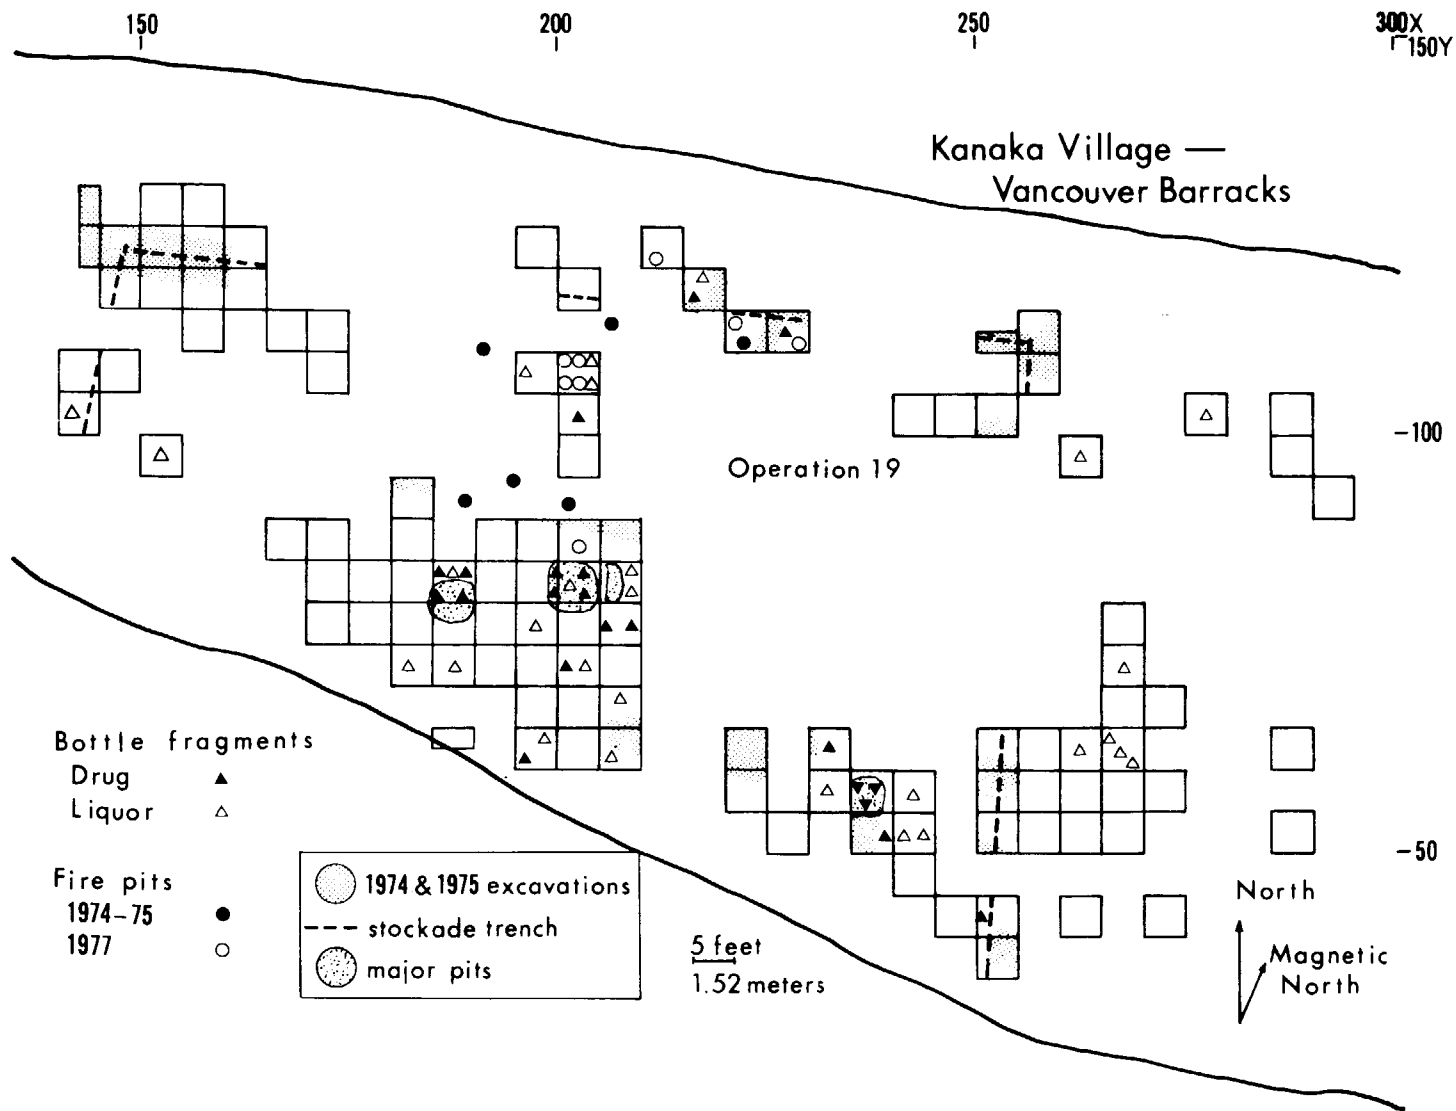 150 200 250 300X
150Y
Kanaka Village —
Vancouver Barracks
-100
Operation 19
Bottle fragments
Drug
Liquor
Fire pits
1974-75
1977
1974 & 1975 excavations
stockade trench
major pits
5 feet
1.52 meters
-50
North
Magnetic
North